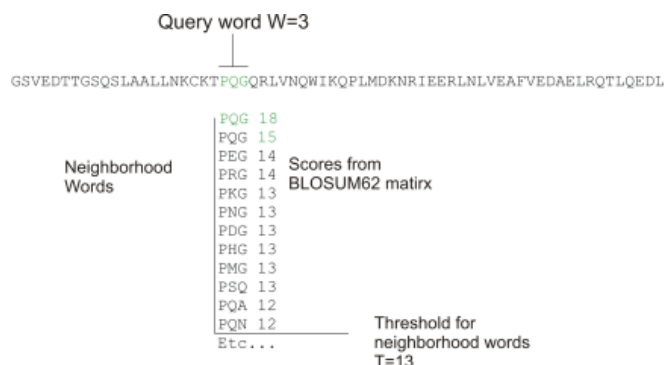 Query word W=3
GSVEDTTGSQSLAALLNKCKTPQGQRLVNQWIKQPLMDKNRIEERLNLVEAFVEDAELRQTLQEDL
PQG 18
PQG 15
PEG 14
PRG 14
PKG 13
PNG 13
PDG 13
PHG 13
PMG 13
PSQ 13
PQA 12
PQN 12
Etc...
Neighborhood
Words
Scores from
BLOSUM62 matirx
Threshold for
neighborhood words
T=13